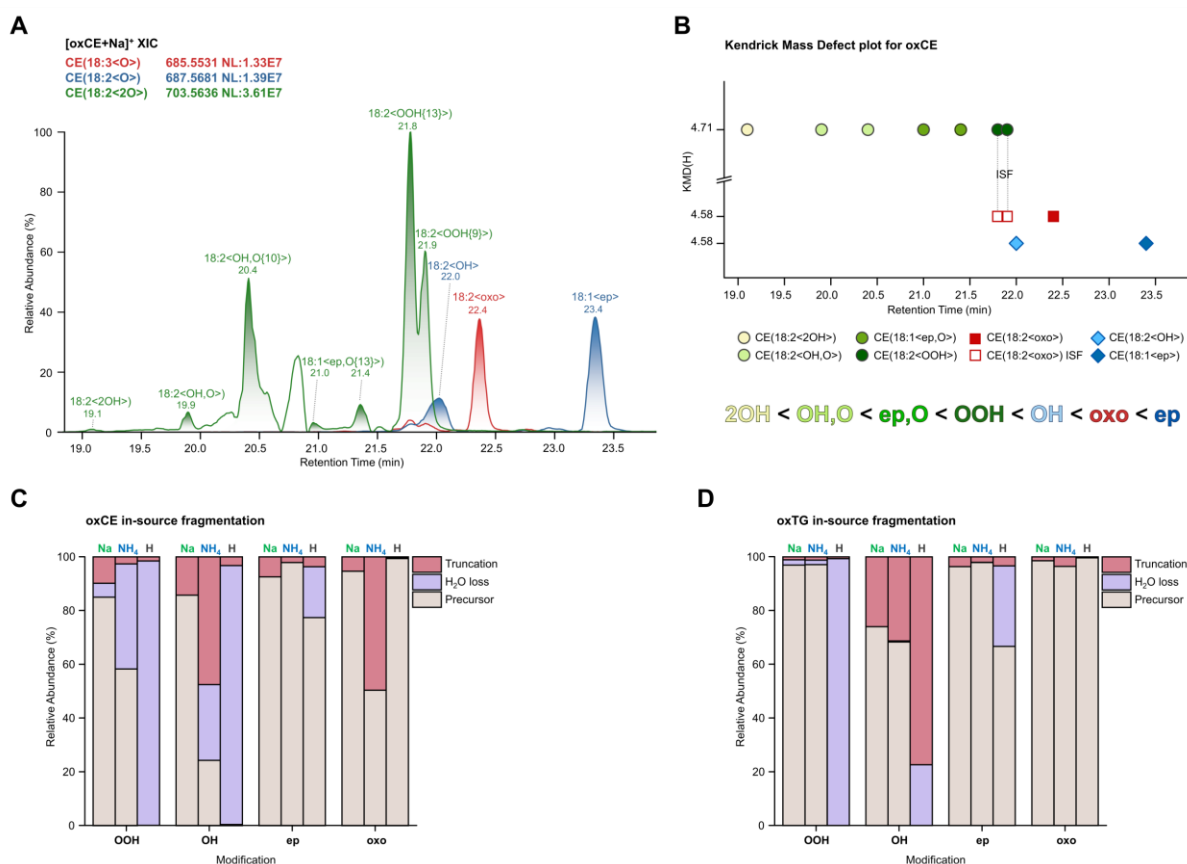 A
[oxCE+Na]⁺ XIC
CE(18:3<O>) 685.5531 NL:1.33E7
CE(18:2<O>) 687.5681 NL:1.39E7
CE(18:2<2O>) 703.5636 NL:3.61E7
Relative Abundance (%)
100
80
60
40
20
0
18:2<OOH{13}>)
21.8
18:2<OH,O{10}>)
20.4
18:2<OOH{9}>)
21.9
18:2<OH>
22.0
18:2<oxo>
22.4
18:1<ep>
23.4
18:1<ep,O{13}>)
21.0
21.4
18:2<2OH>)
19.1
18:2<OH,O>)
19.9
19.0 19.5 20.0 20.5 21.0 21.5 22.0 22.5 23.0 23.5
Retention Time (min)
B
Kendrick Mass Defect plot for oxCE
KMD(H)
4.71
4.58
4.58
ISF
19.0 19.5 20.0 20.5 21.0 21.5 22.0 22.5 23.0 23.5
Retention Time (min)
CE(18:2<2OH>) CE(18:1<ep,O>) CE(18:2<oxo>) CE(18:2<OH>)
CE(18:2<OH,O>) CE(18:2<OOH>) CE(18:2<oxo>) ISF CE(18:1<ep>)
2OH < OH,O < ep,O < OOH < OH < oxo < ep
C
oxCE in-source fragmentation
Na NH₄ H Na NH₄ H Na NH₄ H Na NH₄ H
Relative Abundance (%)
100
80
60
40
20
0
Truncation
H₂O loss
Precursor
OOH OH ep oxo
Modification
D
oxTG in-source fragmentation
Na NH₄ H Na NH₄ H Na NH₄ H Na NH₄ H
Relative Abundance (%)
100
80
60
40
20
0
Truncation
H₂O loss
Precursor
OOH OH ep oxo
Modification